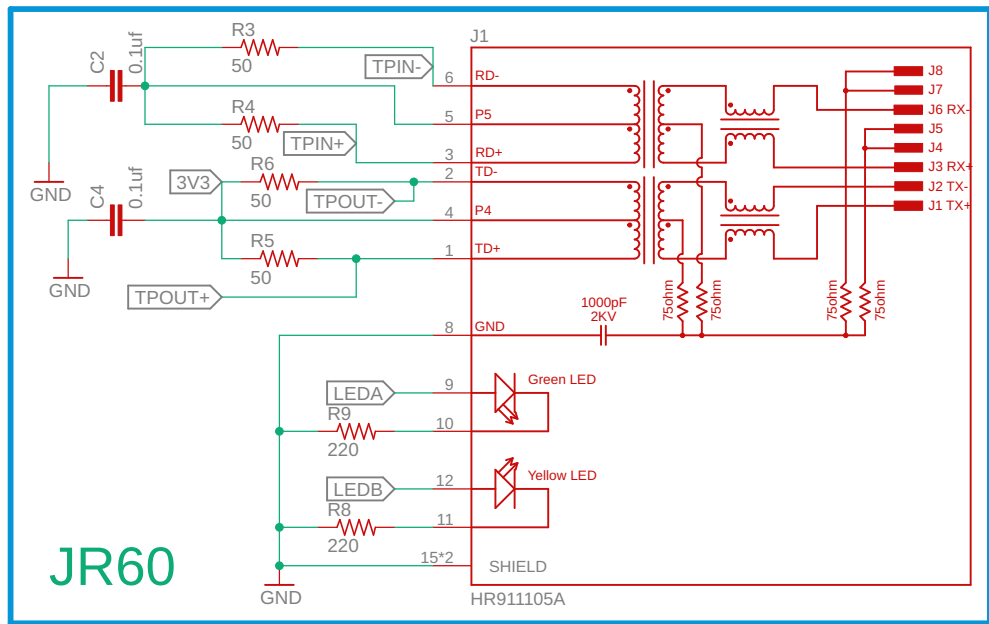 R3
J1
C2
0.1uf
50
TPIN-
6
RD-
J8
J7
R4
5
P5
J6 RX-
50
TPIN+
J5
3
RD+
J4
R6
2
TD-
J3 RX+
GND
C4
0.1uf
3V3
50
TPOUT-
J2 TX-
4
P4
J1 TX+
R5
1
TD+
50
GND
TPOUT+
75ohm
75ohm
75ohm
75ohm
1000pF
2KV
8
GND
Green LED
LEDA
9
R9
10
220
Yellow LED
LEDB
12
R8
11
220
JR60
15*2
SHIELD
GND
HR911105A